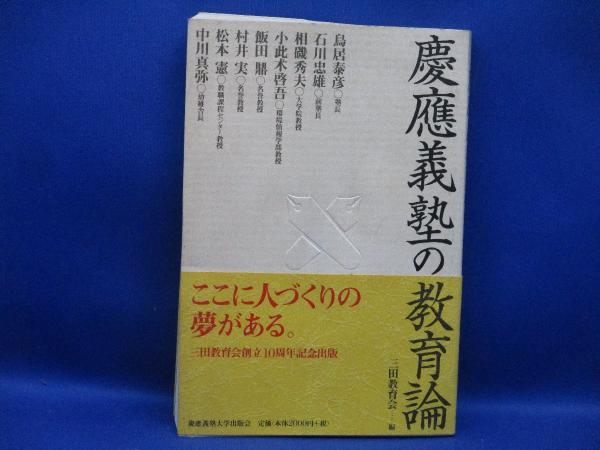 慶應義塾の教育論
三田教育会……編
鳥居泰彦○塾長
石川忠雄○前塾長
相磯秀夫○大学院教授
小此木啓吾○環境情報学部教授
飯田 鼎○名誉教授
村井 実○名誉教授
松本 憲○教職課程センター教授
中川真弥○幼稚舎長
ここに人づくりの
夢がある。
三田教育会創立10周年記念出版
慶應義塾大学出版会 定価(本体2000円+税)